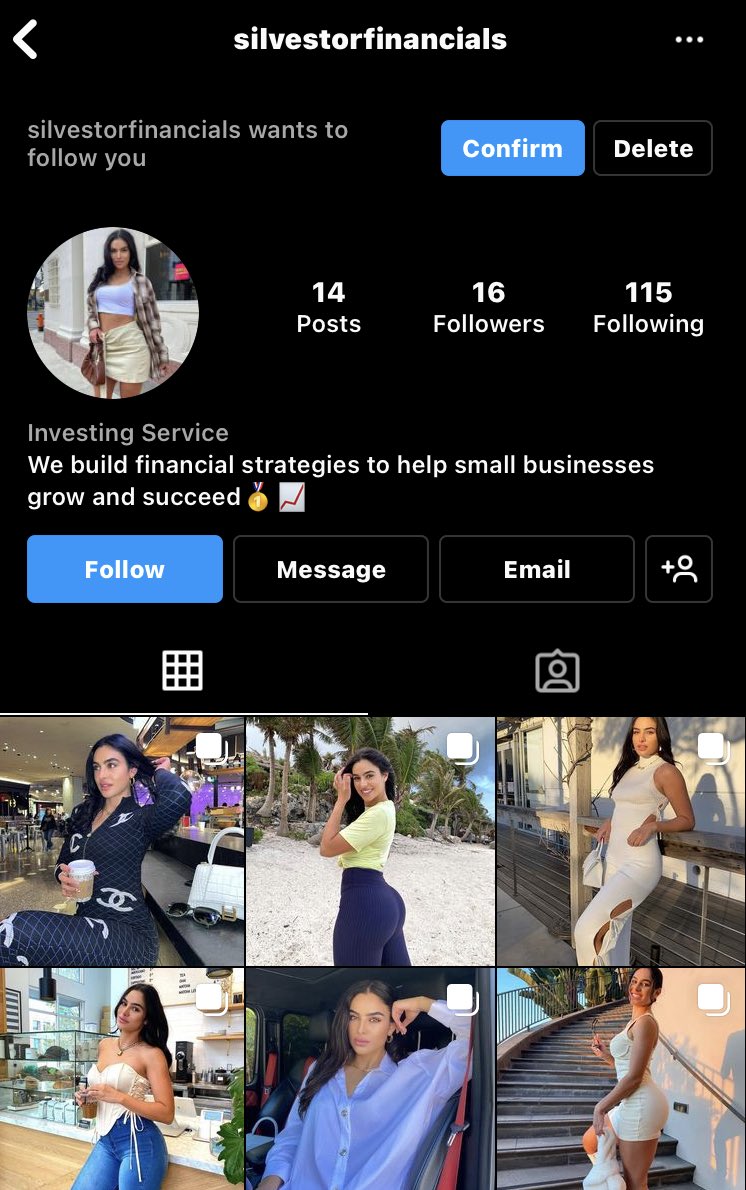 silvestorfinancials
silvestorfinancials wants to
follow you
Confirm
Delete
14
Posts
16
Followers
115
Following
Investing Service
We build financial strategies to help small businesses
grow and succeed🏅📈
Follow
Message
Email